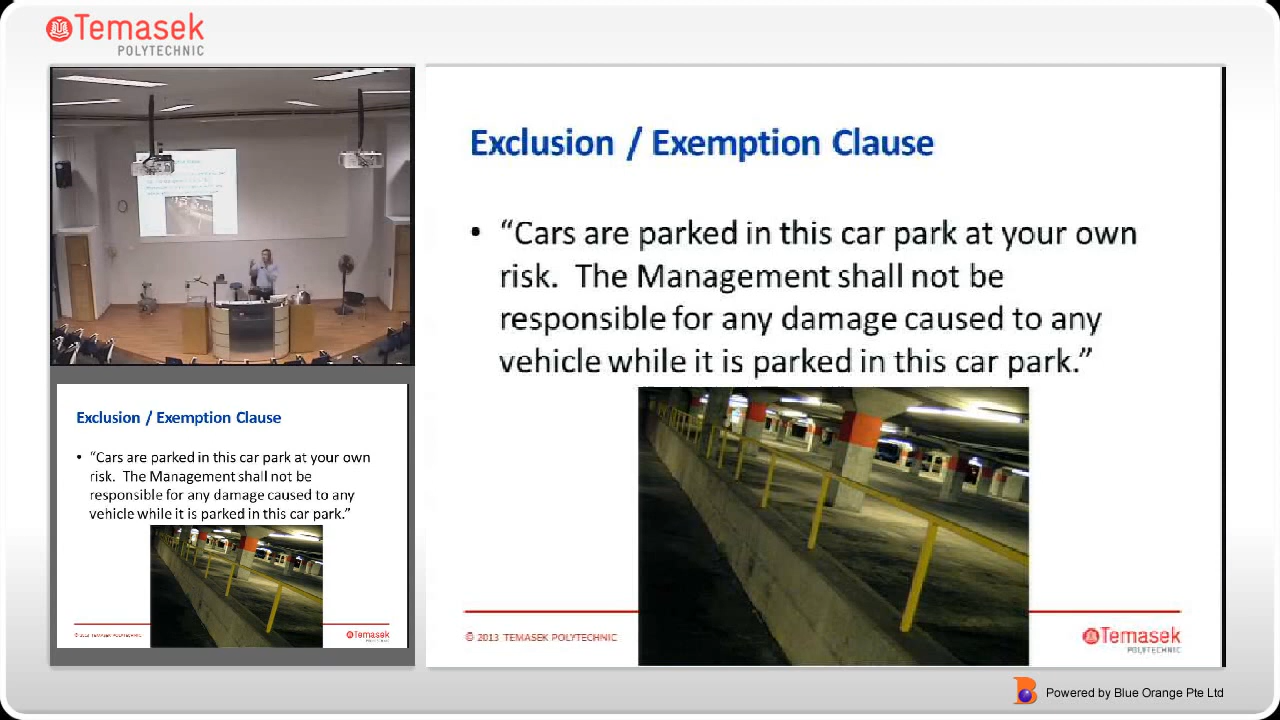 Temasek
POLYTECHNIC
Exclusion / Exemption Clause
• “Cars are parked in this car park at your own
risk.  The Management shall not be
responsible for any damage caused to any
vehicle while it is parked in this car park.”
© 2013 TEMASEK POLYTECHNIC
Temasek
POLYTECHNIC
Exclusion / Exemption Clause
• “Cars are parked in this car park at your own
risk.  The Management shall not be
responsible for any damage caused to any
vehicle while it is parked in this car park.”
© 2013 TEMASEK POLYTECHNIC
Temasek
POLYTECHNIC
Powered by Blue Orange Pte Ltd